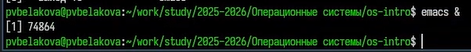 pvbelakova@pvbelakova:~/work/study/2025-2026/Операционные системы/os-intro$ emacs &
[1] 74864
pvbelakova@pvbelakova:~/work/study/2025-2026/Операционные системы/os-intro$